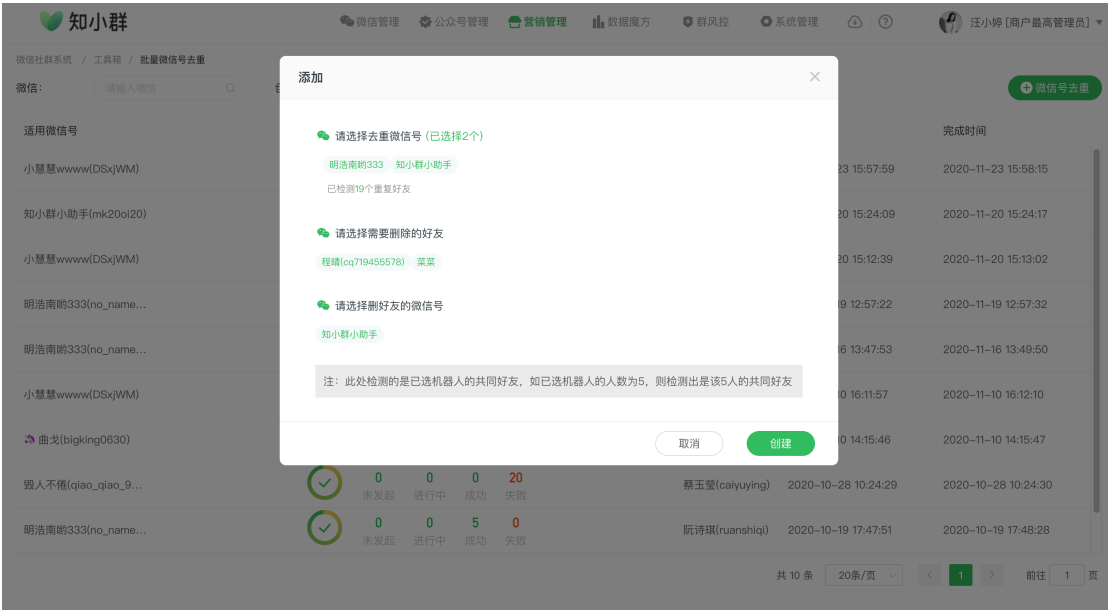 知小群
微信管理 公众号管理 营销管理 数据魔方 群风控 系统管理 汪小婷 [商户最高管理员]
微信社群系统 / 工具箱 / 批量微信号去重
微信: 请输入微信
微信号去重
添加
请选择去重微信号 (已选择2个)
明浩南哟333 知小群小助手
已检测19个重复好友
请选择需要删除的好友
程晴(cq719455578) 菜菜
请选择删好友的微信号
知小群小助手
注：此处检测的是已选机器人的共同好友，如已选机器人的人数为5，则检测出是该5人的共同好友
取消 创建
适用微信号 完成时间
小慧慧wwww(DSxjWM) 23 15:57:59 2020-11-23 15:58:15
知小群小助手(mk20oi20) 20 15:24:09 2020-11-20 15:24:17
小慧慧wwww(DSxjWM) 20 15:12:39 2020-11-20 15:13:02
明浩南哟333(no_name... 9 12:57:22 2020-11-19 12:57:32
明浩南哟333(no_name... 6 13:47:53 2020-11-16 13:49:50
小慧慧wwww(DSxjWM) 0 16:11:57 2020-11-10 16:12:10
曲戈(bigking0630) 0 14:15:46 2020-11-10 14:15:47
毁人不倦(qiao_qiao_9... 0 0 0 20 蔡玉莹(caiyuying) 2020-10-28 10:24:29 2020-10-28 10:24:30
未发起 进行中 成功 失败
明浩南哟333(no_name... 0 0 5 0 阮诗琪(ruanshiqi) 2020-10-19 17:47:51 2020-10-19 17:48:28
未发起 进行中 成功 失败
共 10 条 20条/页 1 前往 1 页